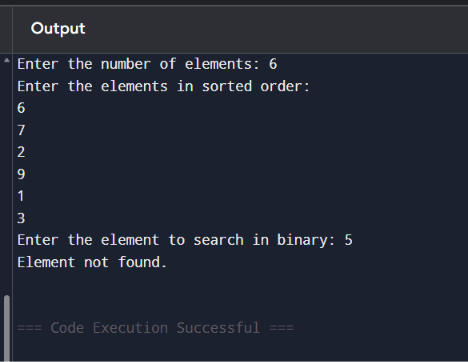 Output
Enter the number of elements: 6
Enter the elements in sorted order:
6
7
2
9
1
3
Enter the element to search in binary: 5
Element not found.
=== Code Execution Successful ===